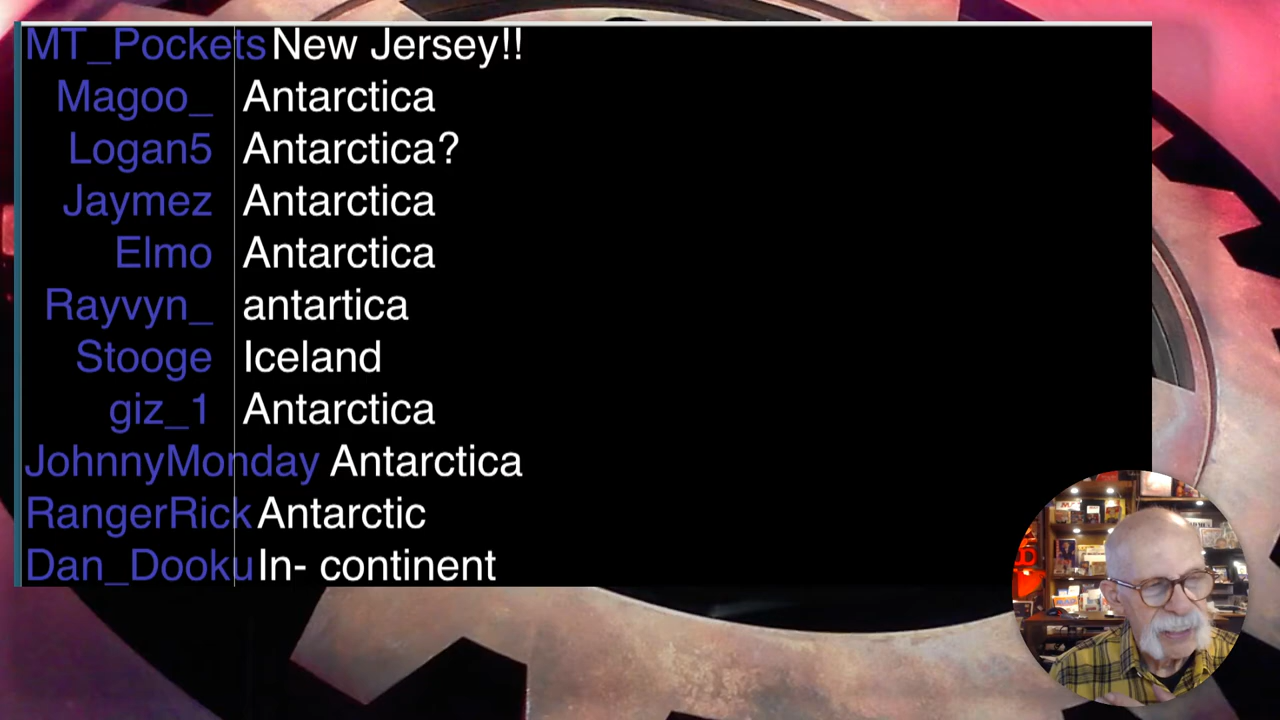 MT_Pockets New Jersey!!
Magoo_ Antarctica
Logan5 Antarctica?
Jaymez Antarctica
Elmo Antarctica
Rayvyn_ antartica
Stooge Iceland
giz_1 Antarctica
JohnnyMonday Antarctica
RangerRick Antarctic
Dan_Dooku In- continent